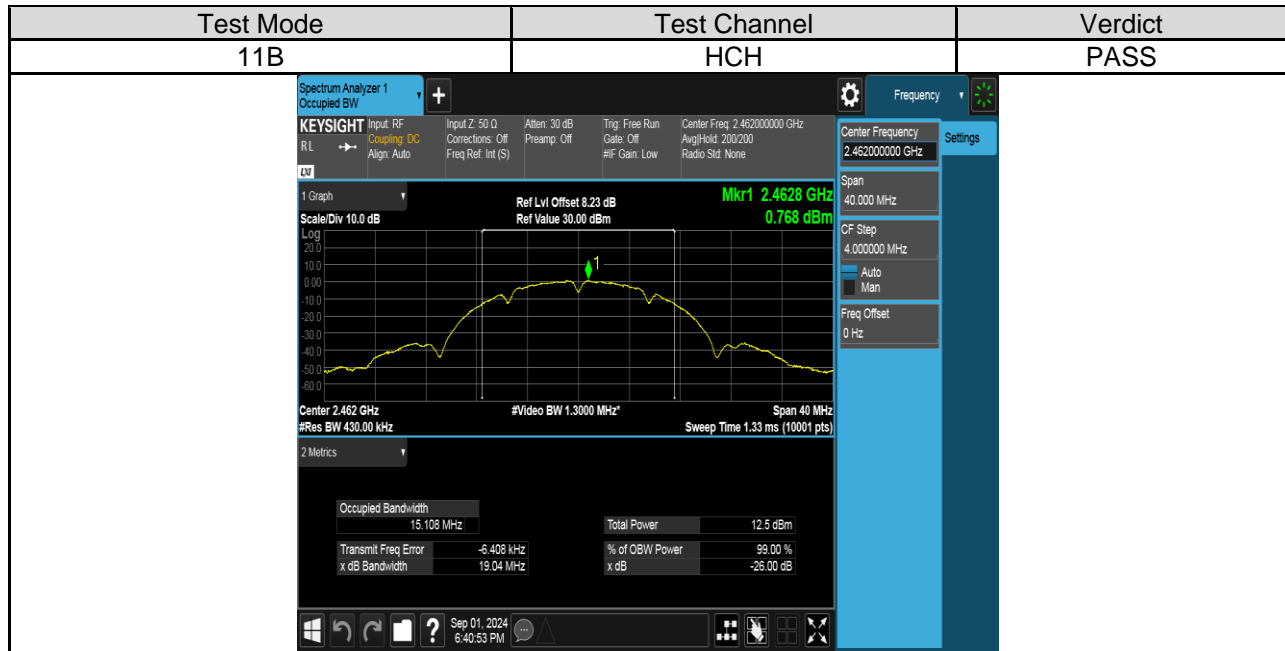 Test Mode Test Channel Verdict
11B HCH PASS
Spectrum Analyzer 1
Occupied BW
+
Frequency
KEYSIGHT Input: RF Input Z: 50 Ω Atten: 30 dB Trig: Free Run Center Freq: 2.462000000 GHz
RL Coupling: DC Corrections: Off Preamp: Off Gate: Off Avg|Hold: 200/200
Align: Auto Freq Ref: Int (S) #IF Gain: Low Radio Std: None
LXI
Center Frequency
2.462000000 GHz
Settings
Span
40.000 MHz
CF Step
4.000000 MHz
Auto
Man
Freq Offset
0 Hz
1 Graph Ref Lvl Offset 8.23 dB Mkr1 2.4628 GHz
Scale/Div 10.0 dB Ref Value 30.00 dBm 0.768 dBm
Log
20.0
10.0
1
0.00
-10.0
-20.0
-30.0
-40.0
-50.0
-60.0
Center 2.462 GHz #Video BW 1.3000 MHz* Span 40 MHz
#Res BW 430.00 kHz Sweep Time 1.33 ms (10001 pts)
2 Metrics
Occupied Bandwidth
15.108 MHz Total Power 12.5 dBm
Transmit Freq Error -6.408 kHz % of OBW Power 99.00 %
x dB Bandwidth 19.04 MHz x dB -26.00 dB
? Sep 01, 2024
6:40:53 PM